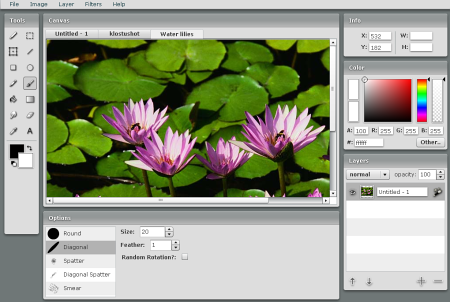 File Image Layer Filters Help
Tools
Canvas
Untitled - 1 klostushot Water lilies
Options
Round
Diagonal
Spatter
Diagonal Spatter
Smear
Size: 20
Feather: 1
Random Rotation?:
Info
X: 532 W:
Y: 182 H:
Color
A: 100 R: 255 G: 255 B: 255
#: ffffff Other..
Layers
normal opacity: 100
Untitled - 1
A